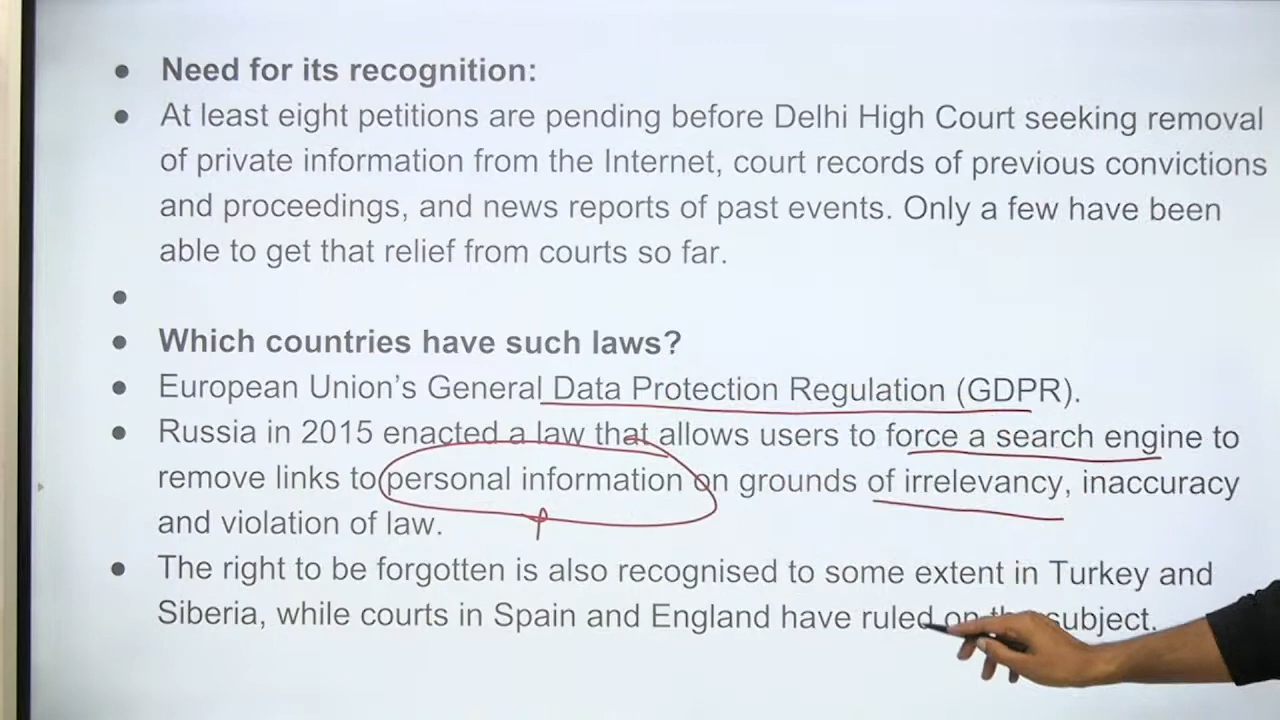 Need for its recognition:
At least eight petitions are pending before Delhi High Court seeking removal
of private information from the Internet, court records of previous convictions
and proceedings, and news reports of past events. Only a few have been
able to get that relief from courts so far.
Which countries have such laws?
European Union's General Data Protection Regulation (GDPR).
Russia in 2015 enacted a law that allows users to force a search engine to
remove links to personal information on grounds of irrelevancy, inaccuracy
and violation of law.
The right to be forgotten is also recognised to some extent in Turkey and
Siberia, while courts in Spain and England have ruled on the subject.